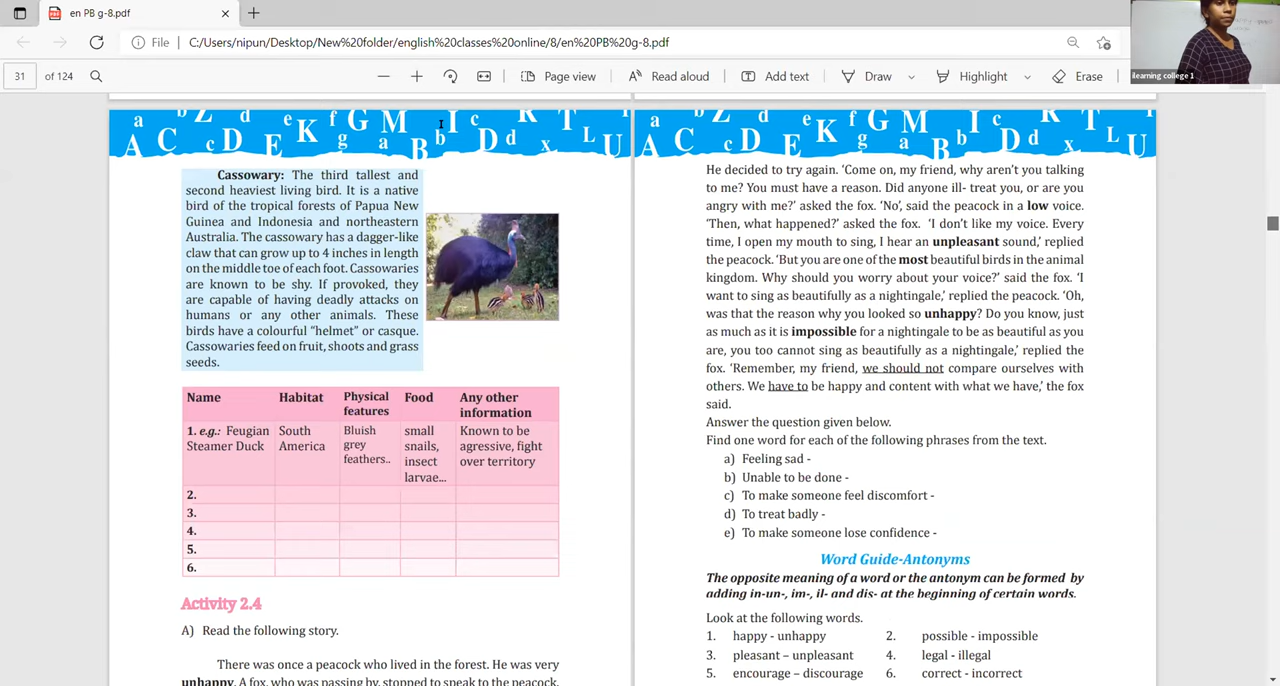 en PB g-8.pdf
File
C:/Users/nipun/Desktop/New%20folder/english%20classes%20online/8/en%20PB%20g-8.pdf
31 of 124
Page view
Read aloud
Add text
Draw
Highlight
Erase
ilearning college 1
Cassowary: The third tallest and
second heaviest living bird. It is a native
bird of the tropical forests of Papua New
Guinea and Indonesia and northeastern
Australia. The cassowary has a dagger-like
claw that can grow up to 4 inches in length
on the middle toe of each foot. Cassowaries
are known to be shy. If provoked, they
are capable of having deadly attacks on
humans or any other animals. These
birds have a colourful "helmet" or casque.
Cassowaries feed on fruit, shoots and grass
seeds.
Name Habitat Physical features Food Any other information
1. e.g.: Feugian Steamer Duck South America Bluish grey feathers.. small snails, insect larvae... Known to be agressive, fight over territory
2.
3.
4.
5.
6.
Activity 2.4
A) Read the following story.
There was once a peacock who lived in the forest. He was very
unhappy. A fox, who was passing by, stopped to speak to the peacock.
He decided to try again. 'Come on, my friend, why aren't you talking
to me? You must have a reason. Did anyone ill- treat you, or are you
angry with me?' asked the fox. 'No', said the peacock in a low voice.
'Then, what happened?' asked the fox. 'I don't like my voice. Every
time, I open my mouth to sing, I hear an unpleasant sound,' replied
the peacock. 'But you are one of the most beautiful birds in the animal
kingdom. Why should you worry about your voice?' said the fox. 'I
want to sing as beautifully as a nightingale,' replied the peacock. 'Oh,
was that the reason why you looked so unhappy? Do you know, just
as much as it is impossible for a nightingale to be as beautiful as you
are, you too cannot sing as beautifully as a nightingale,' replied the
fox. 'Remember, my friend, we should not compare ourselves with
others. We have to be happy and content with what we have,' the fox
said.
Answer the question given below.
Find one word for each of the following phrases from the text.
a) Feeling sad -
b) Unable to be done -
c) To make someone feel discomfort -
d) To treat badly -
e) To make someone lose confidence -
Word Guide-Antonyms
The opposite meaning of a word or the antonym can be formed by
adding in-un-, im-, il- and dis- at the beginning of certain words.
Look at the following words.
1. happy - unhappy 2. possible - impossible
3. pleasant – unpleasant 4. legal - illegal
5. encourage – discourage 6. correct - incorrect